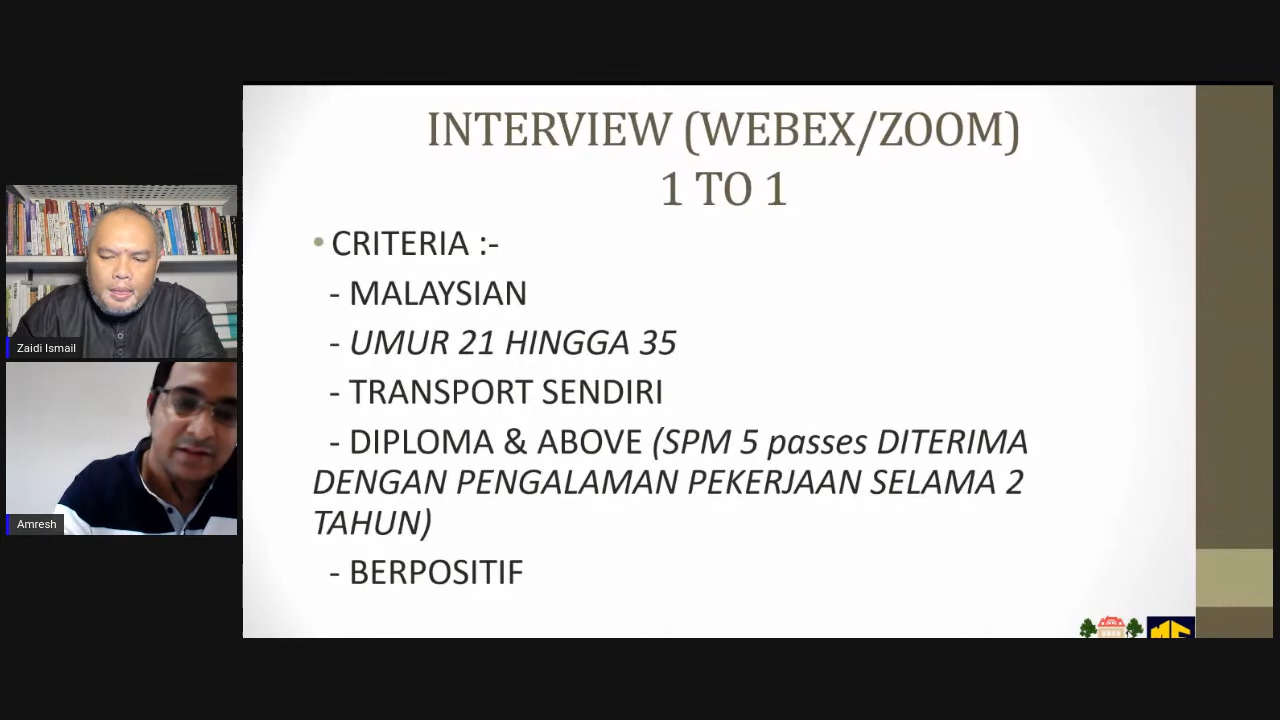 INTERVIEW (WEBEX/ZOOM)
1 TO 1
• CRITERIA :-
- MALAYSIAN
- UMUR 21 HINGGA 35
- TRANSPORT SENDIRI
- DIPLOMA & ABOVE (SPM 5 passes DITERIMA
DENGAN PENGALAMAN PEKERJAAN SELAMA 2
TAHUN)
- BERPOSITIF
Zaidi Ismail
Amresh